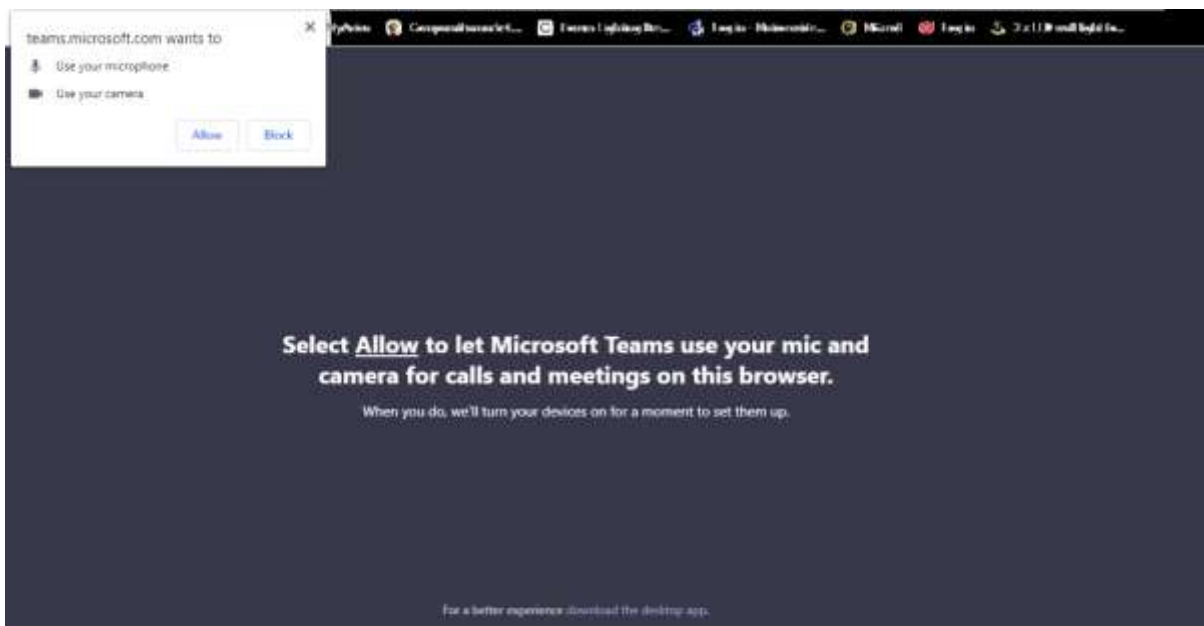 teams.microsoft.com wants to
Use your microphone
Use your camera
Allow Block
Log in
Select Allow to let Microsoft Teams use your mic and
camera for calls and meetings on this browser.
When you do, we'll turn your devices on for a moment to set them up.
For a better experience download the desktop app.